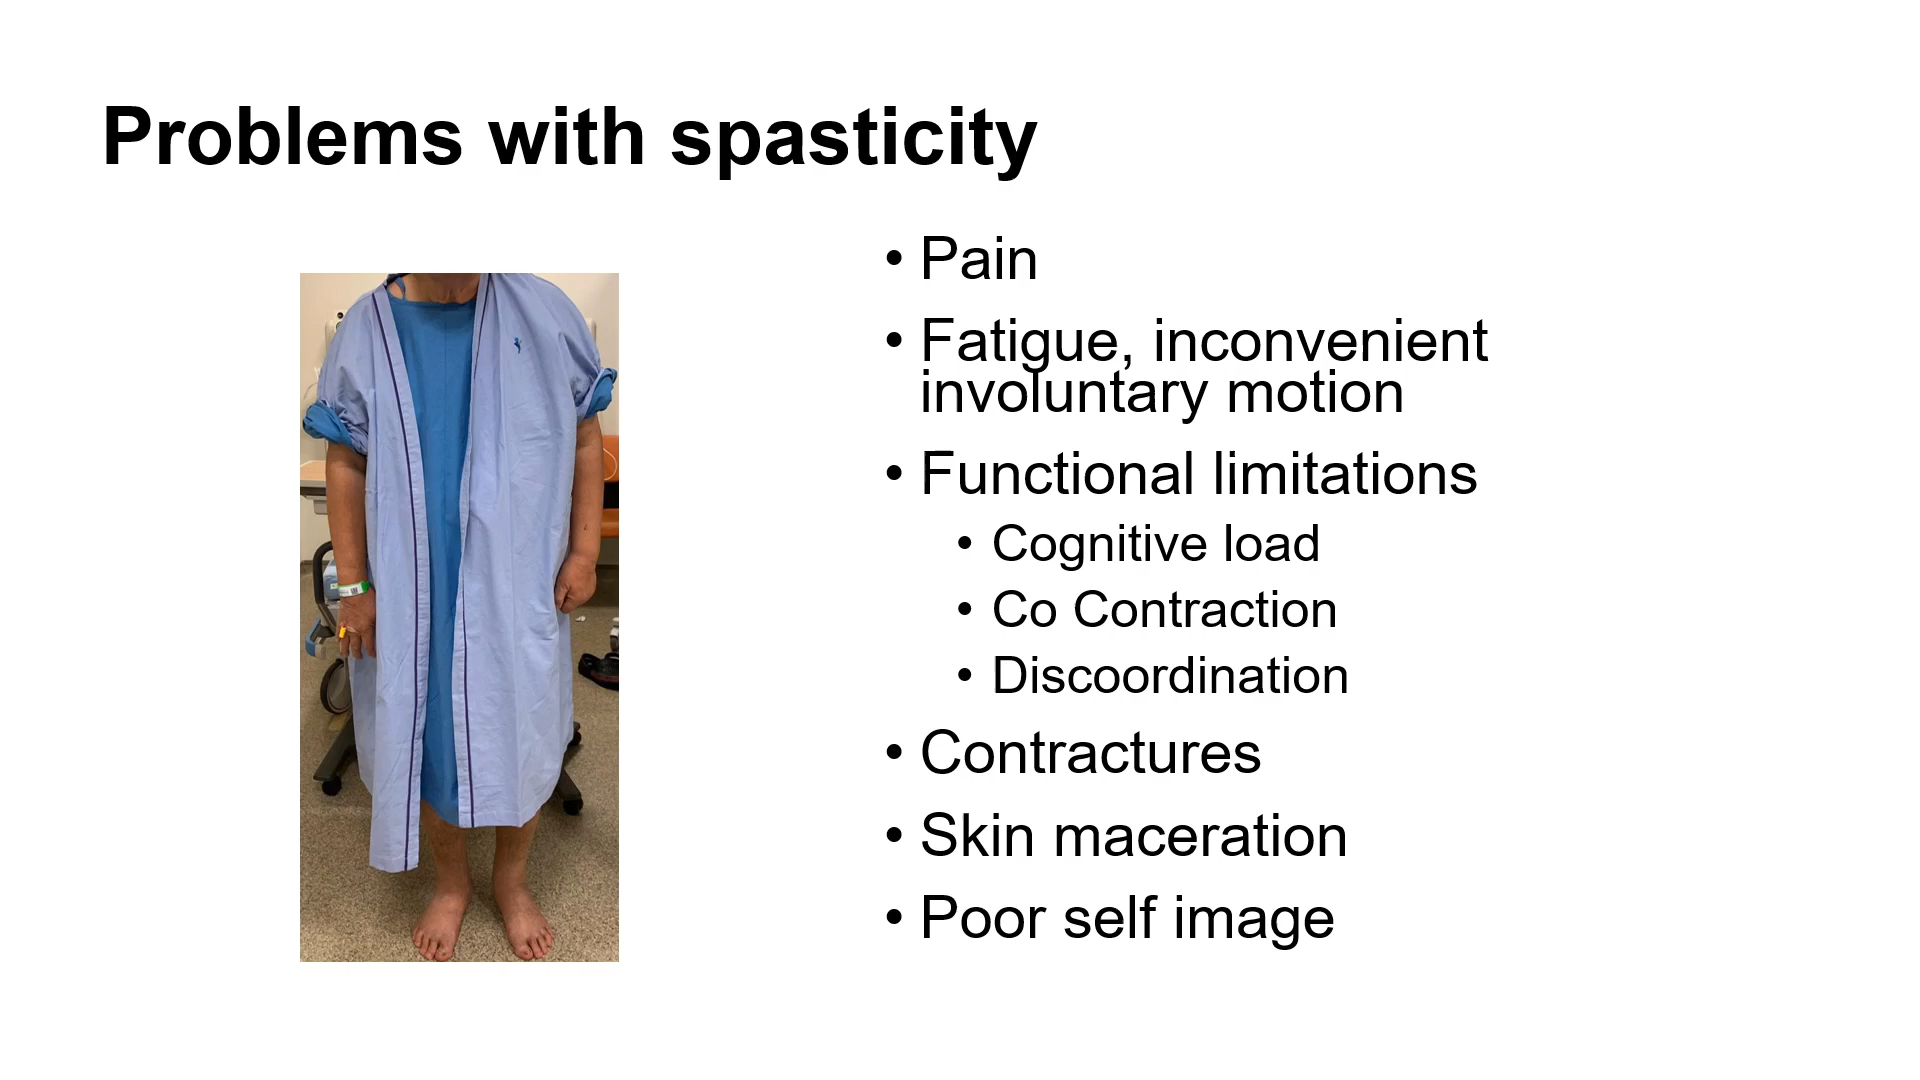 Problems with spasticity
• Pain
• Fatigue, inconvenient
involuntary motion
• Functional limitations
• Cognitive load
• Co Contraction
• Discoordination
• Contractures
• Skin maceration
• Poor self image